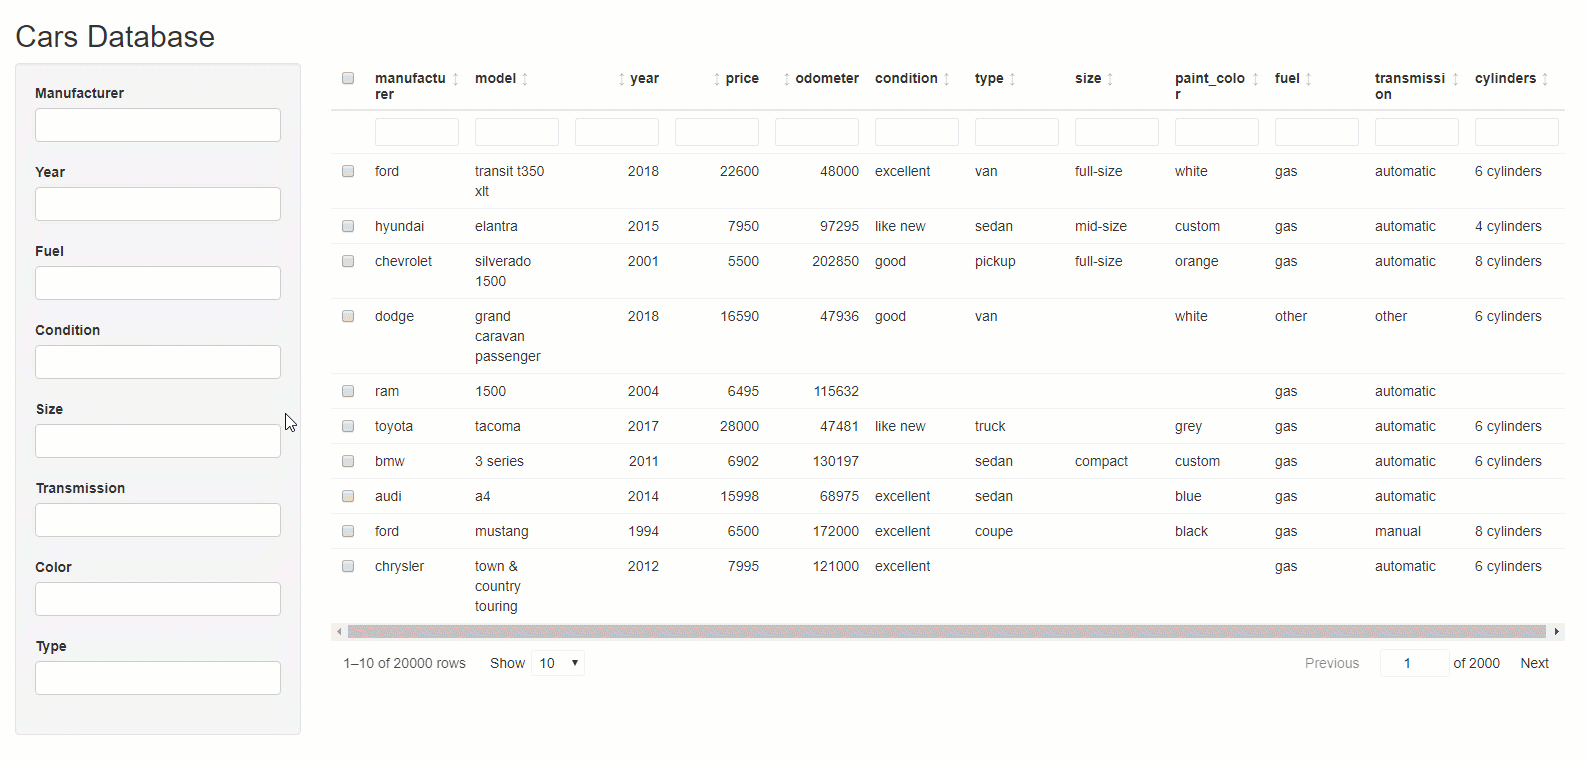 Cars Database
Manufacturer
Year
Fuel
Condition
Size
Transmission
Color
Type
manufactu
rer model year price odometer condition type size paint_colo
r fuel transmissi
on cylinders
ford transit t350
xlt 2018 22600 48000 excellent van full-size white gas automatic 6 cylinders
hyundai elantra 2015 7950 97295 like new sedan mid-size custom gas automatic 4 cylinders
chevrolet silverado
1500 2001 5500 202850 good pickup full-size orange gas automatic 8 cylinders
dodge grand
caravan
passenger 2018 16590 47936 good van white other other 6 cylinders
ram 1500 2004 6495 115632 gas automatic
toyota tacoma 2017 28000 47481 like new truck grey gas automatic 6 cylinders
bmw 3 series 2011 6902 130197 sedan compact custom gas automatic 6 cylinders
audi a4 2014 15998 68975 excellent sedan blue gas automatic
ford mustang 1994 6500 172000 excellent coupe black gas manual 8 cylinders
chrysler town &
country
touring 2012 7995 121000 excellent gas automatic 6 cylinders
1–10 of 20000 rows Show 10 Previous 1 of 2000 Next